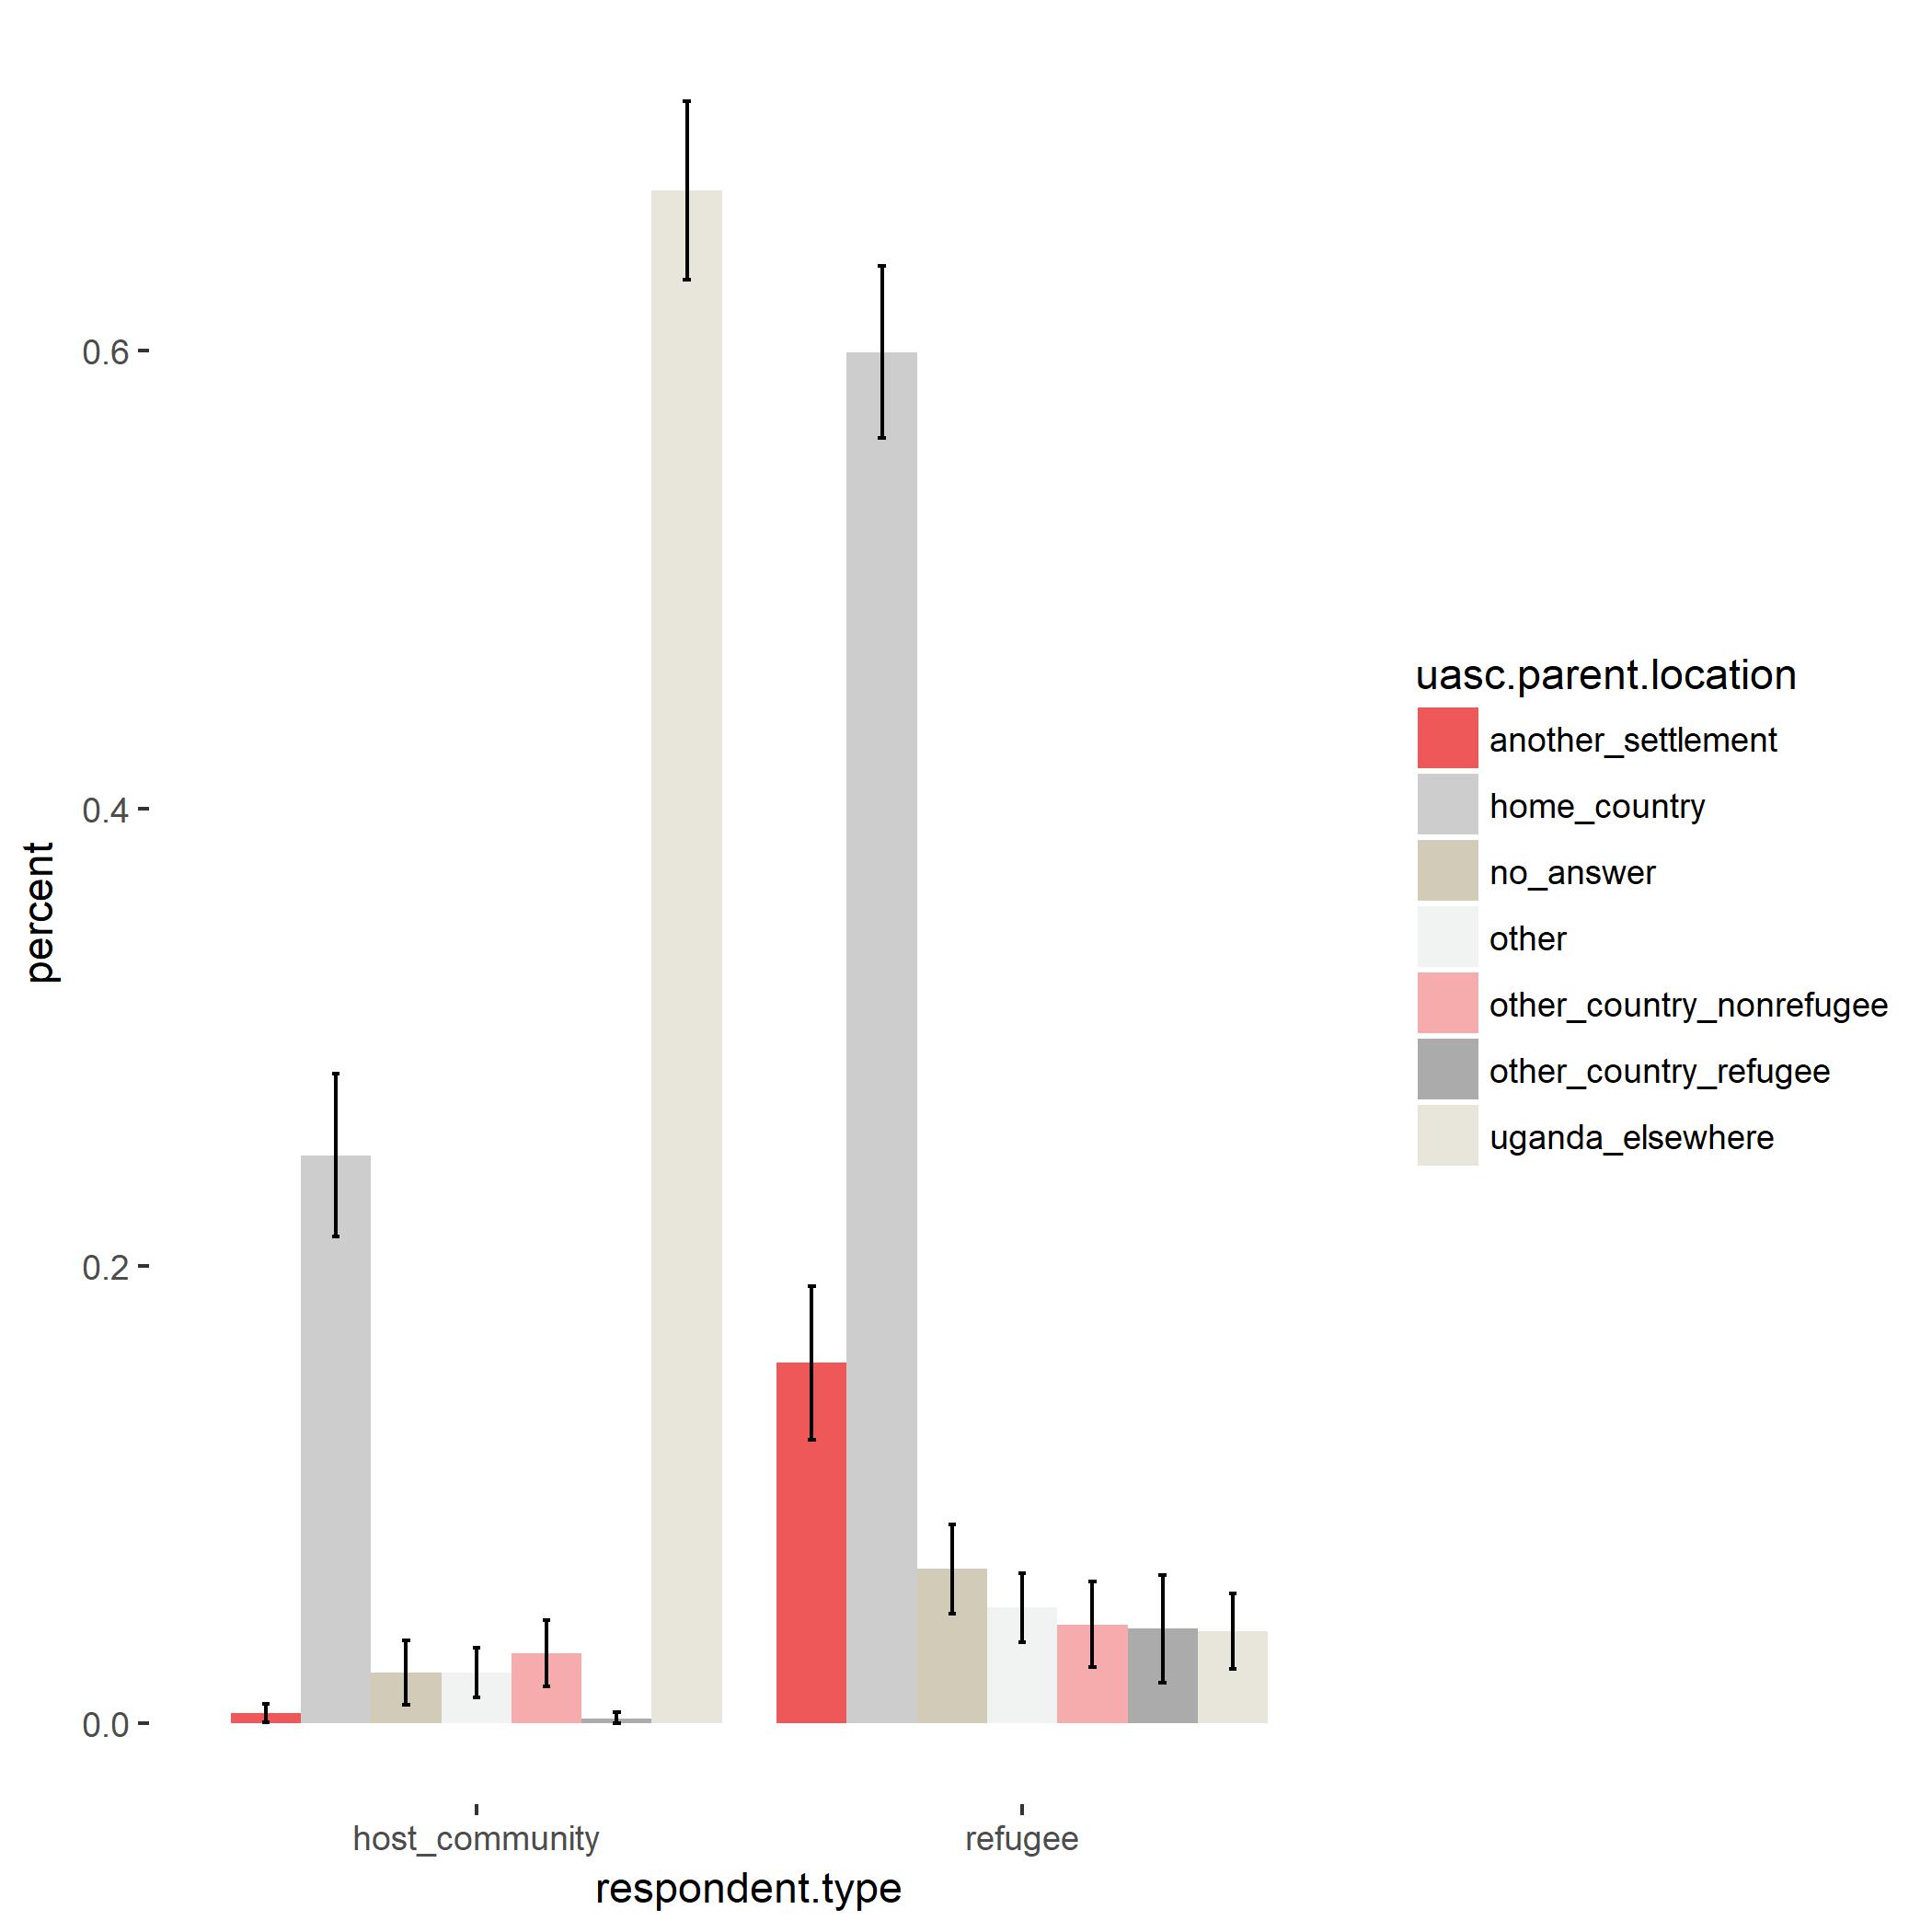 percent
0.6
0.4
0.2
0.0
host_community
refugee
respondent.type
uasc.parent.location
another_settlement
home_country
no_answer
other
other_country_nonrefugee
other_country_refugee
uganda_elsewhere